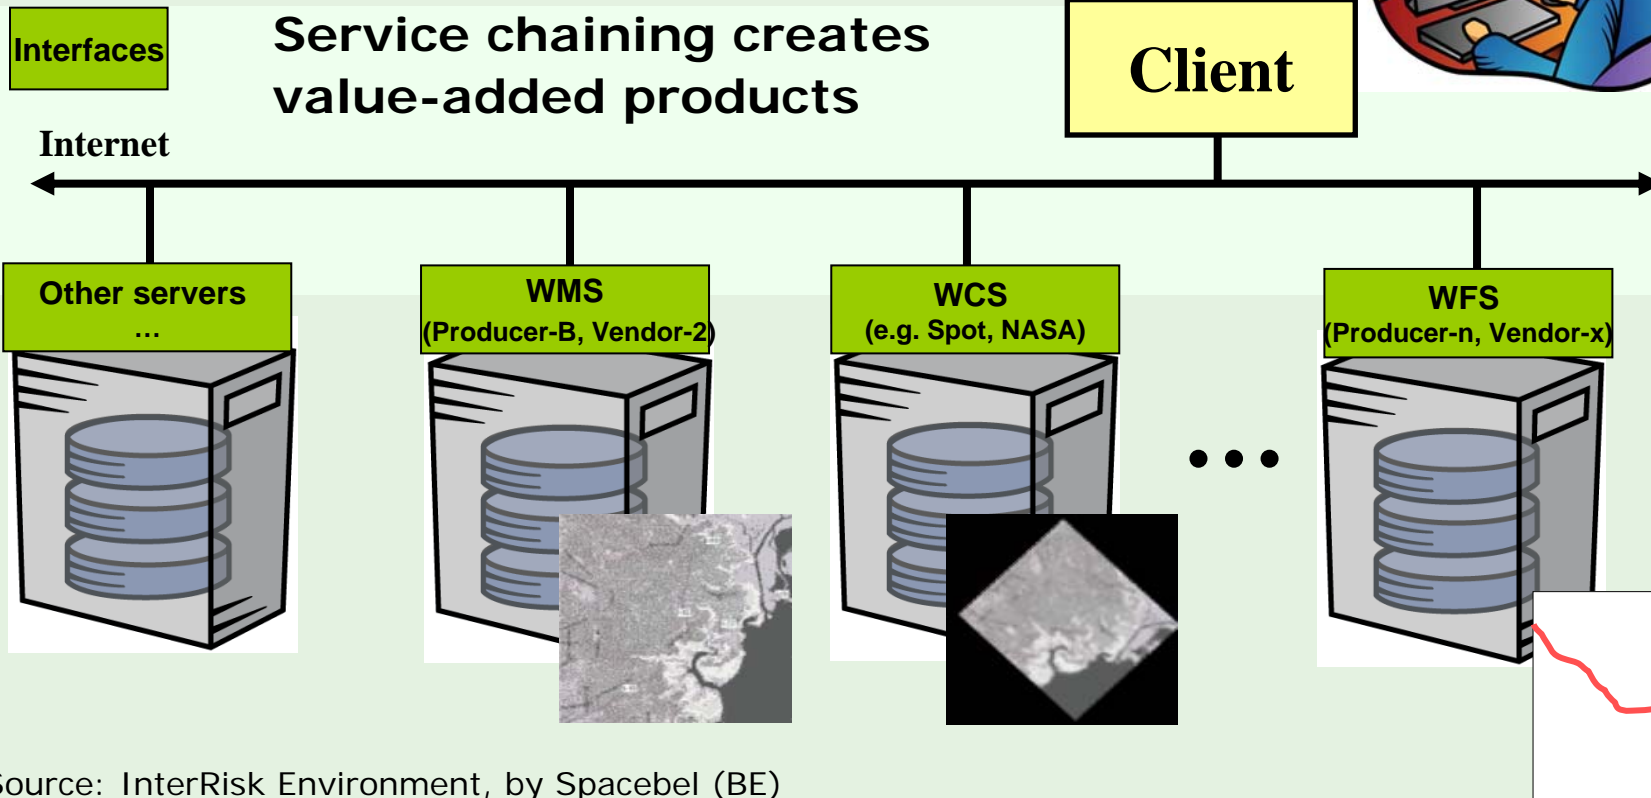 Interfaces
Service chaining creates
value-added products
Client
Internet
Other servers
…
WMS
(Producer-B, Vendor-2)
WCS
(e.g. Spot, NASA)
WFS
(Producer-n, Vendor-x)
Source: InterRisk Environment, by Spacebel (BE)